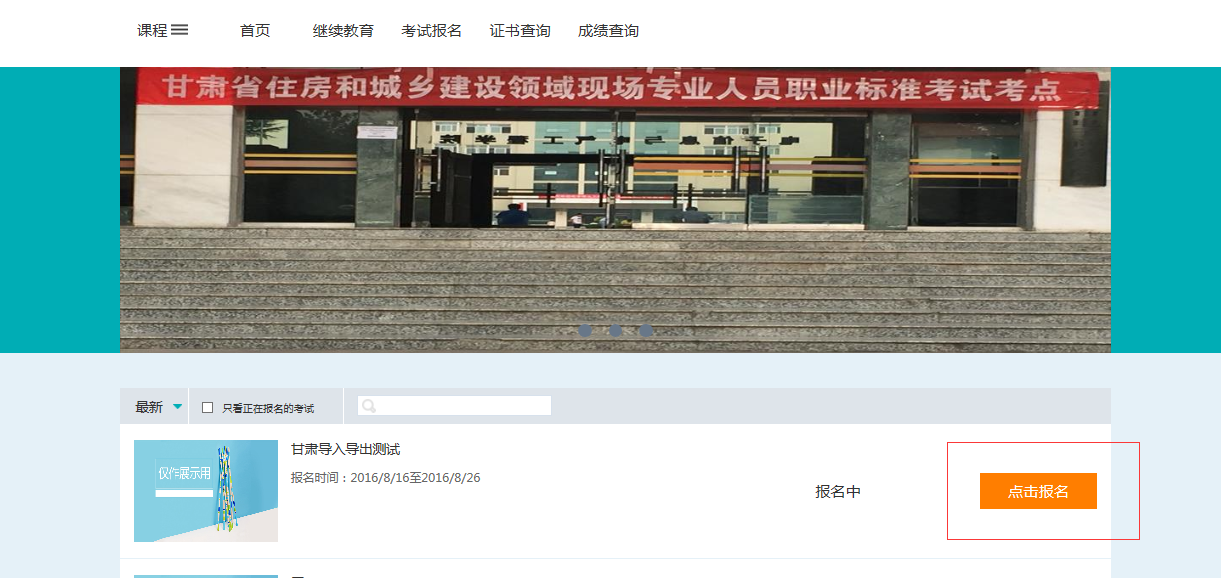 课程 首页 继续教育 考试报名 证书查询 成绩查询
甘肃省住房和城乡建设领域现场专业人员职业标准考试考点
最新 只看正在报名的考试
仅作展示用
甘肃导入导出测试
报名时间：2016/8/16至2016/8/26
报名中
点击报名